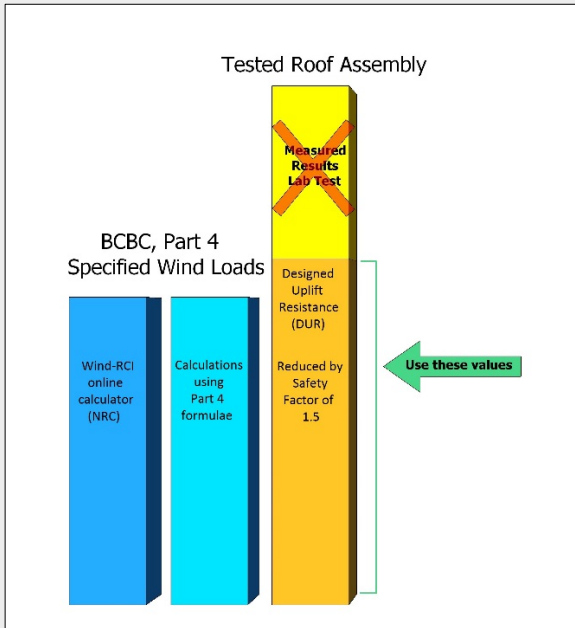 Tested Roof Assembly
Measured
Results
Lab Test
BCBC, Part 4
Specified Wind Loads
Wind-RCI
online
calculator
(NRC)
Calculations
using
Part 4
formulae
Designed
Uplift
Resistance
(DUR)
Reduced by
Safety
Factor of
1.5
Use these values